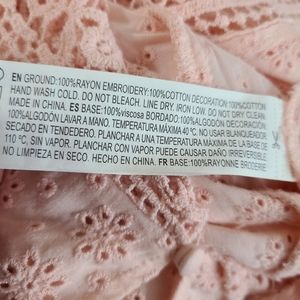 EN GROUND:100%RAYON EMBROIDERY:100%COTTON DECORATION:100%COTTON
HAND WASH COLD. DO NOT BLEACH. LINE DRY. IRON LOW. DO NOT DRY CLEAN
MADE IN CHINA. ES BASE:100%viscosa BORDADO:100%ALGODÓN DECORACIÓN
:100%ALGODÓN LAVAR A MANO. TEMPERATURA MÁXIMA 40 ºC. NO USAR BLANQUEADOR
SECADO EN TENDEDERO. PLANCHAR A UNA TEMPERATURA MÁXIMA DE LA BASE DE
110 ºC, SIN VAPOR. PLANCHAR CON VAPOR PUEDE CAUSAR DAÑO IRREVERSIBLE
NO LIMPIEZA EN SECO. HECHO EN CHINA. FR BASE:100%RAYONNE BRODERIE